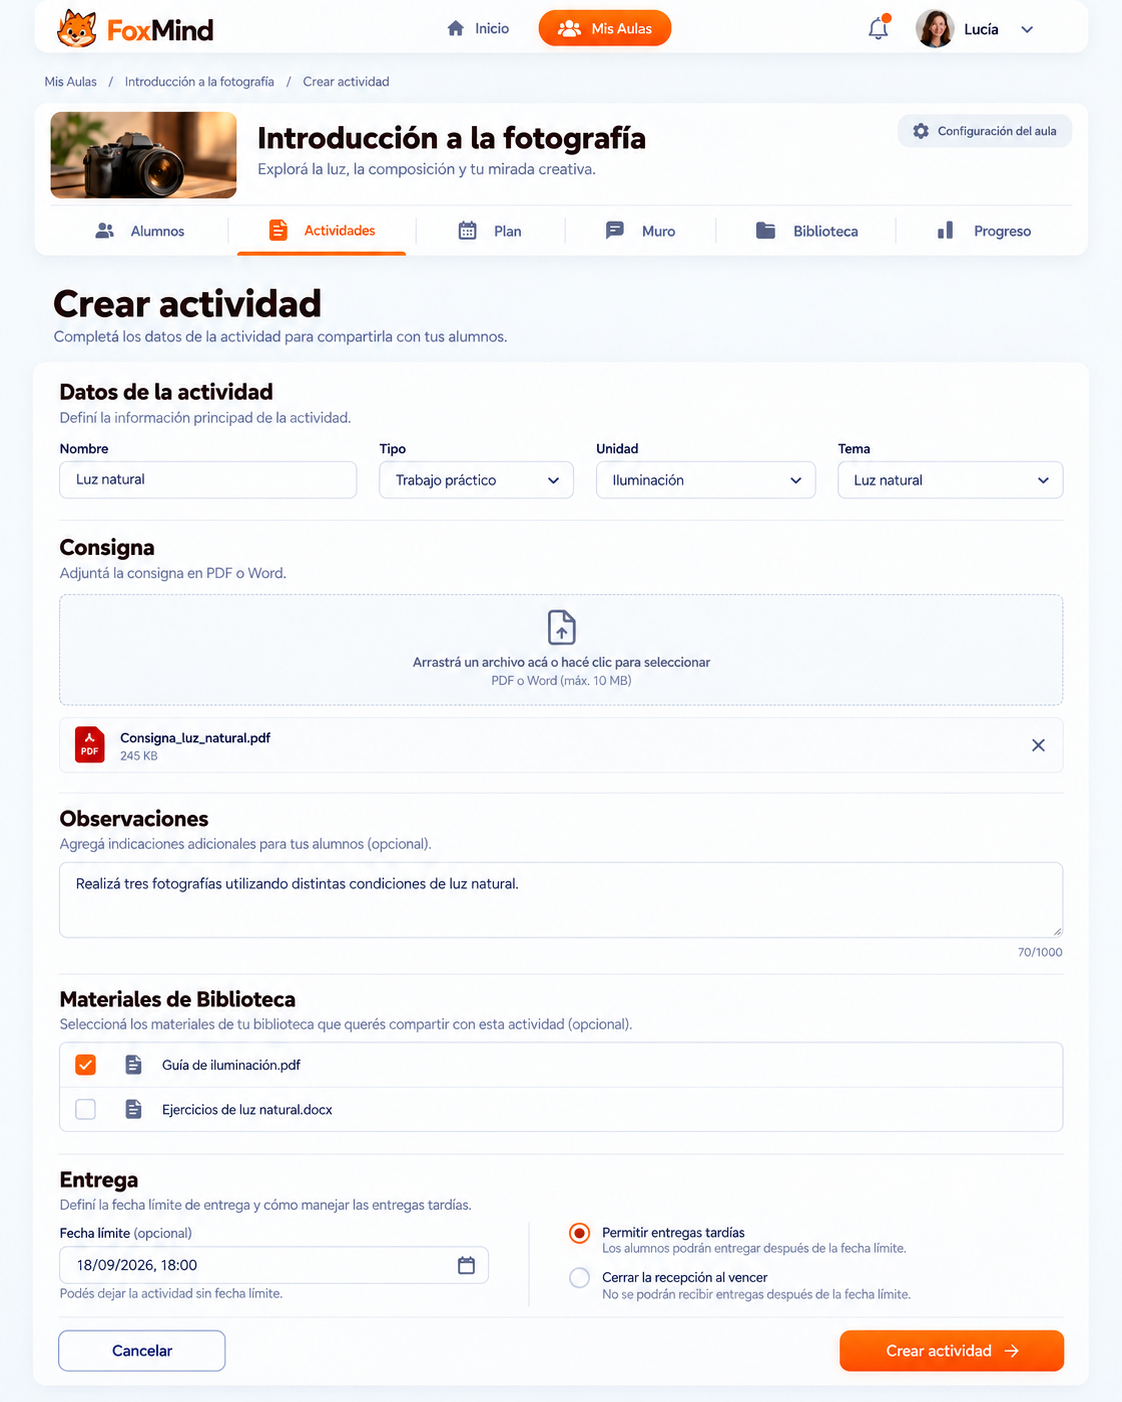 FoxMind
Inicio
Mis Aulas
Lucía
Mis Aulas / Introducción a la fotografía / Crear actividad
Introducción a la fotografía
Explorá la luz, la composición y tu mirada creativa.
Configuración del aula
Alumnos
Actividades
Plan
Muro
Biblioteca
Progreso
Crear actividad
Completá los datos de la actividad para compartirla con tus alumnos.
Datos de la actividad
Definí la información principal de la actividad.
Nombre
Luz natural
Tipo
Trabajo práctico
Unidad
Iluminación
Tema
Luz natural
Consigna
Adjuntá la consigna en PDF o Word.
Arrastrá un archivo acá o hacé clic para seleccionar
PDF o Word (máx. 10 MB)
PDF
Consigna_luz_natural.pdf
245 KB
Observaciones
Agregá indicaciones adicionales para tus alumnos (opcional).
Realizá tres fotografías utilizando distintas condiciones de luz natural.
70/1000
Materiales de Biblioteca
Seleccioná los materiales de tu biblioteca que querés compartir con esta actividad (opcional).
Guía de iluminación.pdf
Ejercicios de luz natural.docx
Entrega
Definí la fecha límite de entrega y cómo manejar las entregas tardías.
Fecha límite (opcional)
18/09/2026, 18:00
Podés dejar la actividad sin fecha límite.
Permitir entregas tardías
Los alumnos podrán entregar después de la fecha límite.
Cerrar la recepción al vencer
No se podrán recibir entregas después de la fecha límite.
Cancelar
Crear actividad